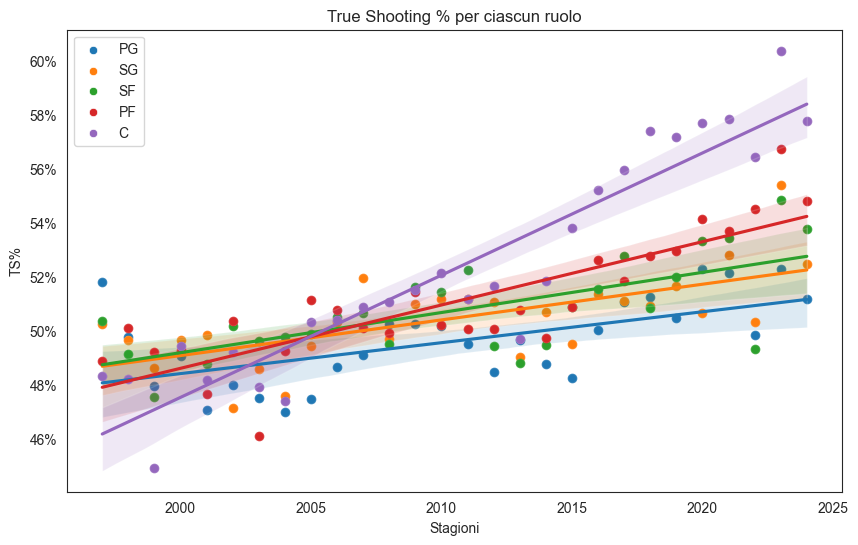 True Shooting % per ciascun ruolo
PG
SG
SF
PF
C
60%
58%
56%
54%
52%
50%
48%
46%
TS%
2000
2005
2010
2015
2020
2025
Stagioni